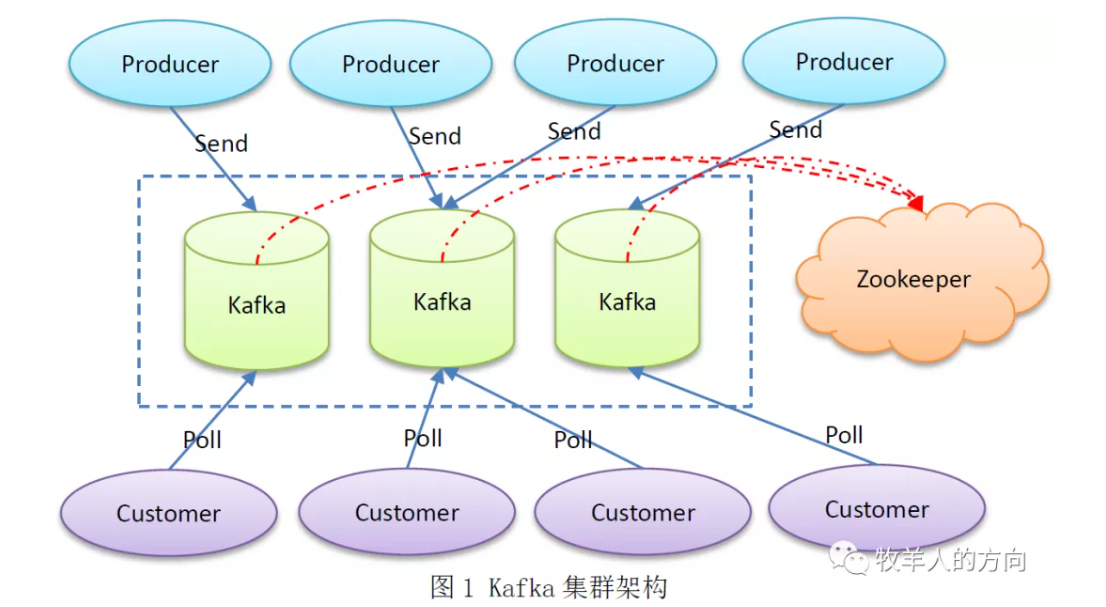 Producer Producer Producer Producer
Send Send Send Send
Kafka Kafka Kafka Zookeeper
Poll Poll Poll Poll
Customer Customer Customer Customer
牧羊人的方向
图1 Kafka 集群架构